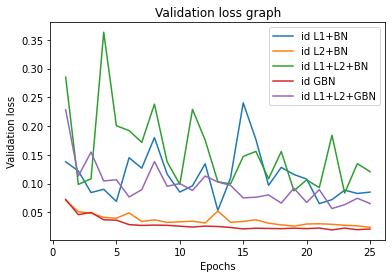 Validation loss graph
id L1+BN
id L2+BN
id L1+L2+BN
id GBN
id L1+L2+GBN
Validation loss
0.35
0.30
0.25
0.20
0.15
0.10
0.05
0 5 10 15 20 25
Epochs